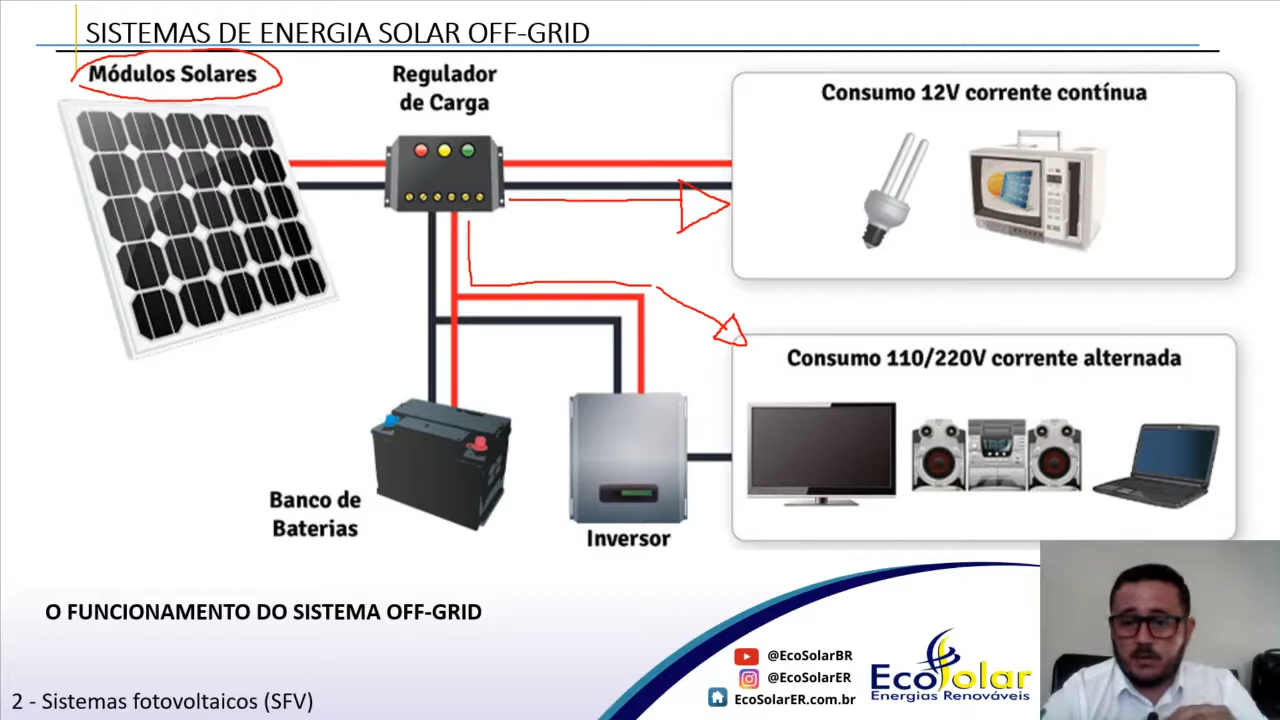 SISTEMAS DE ENERGIA SOLAR OFF-GRID
Módulos Solares
Regulador
de Carga
Consumo 12V corrente contínua
Consumo 110/220V corrente alternada
Banco de
Baterias
Inversor
O FUNCIONAMENTO DO SISTEMA OFF-GRID
@EcoSolarBR
@EcoSolarER
EcoSolarER.com.br
EcoSolar
Energias Renováveis
2 - Sistemas fotovoltaicos (SFV)